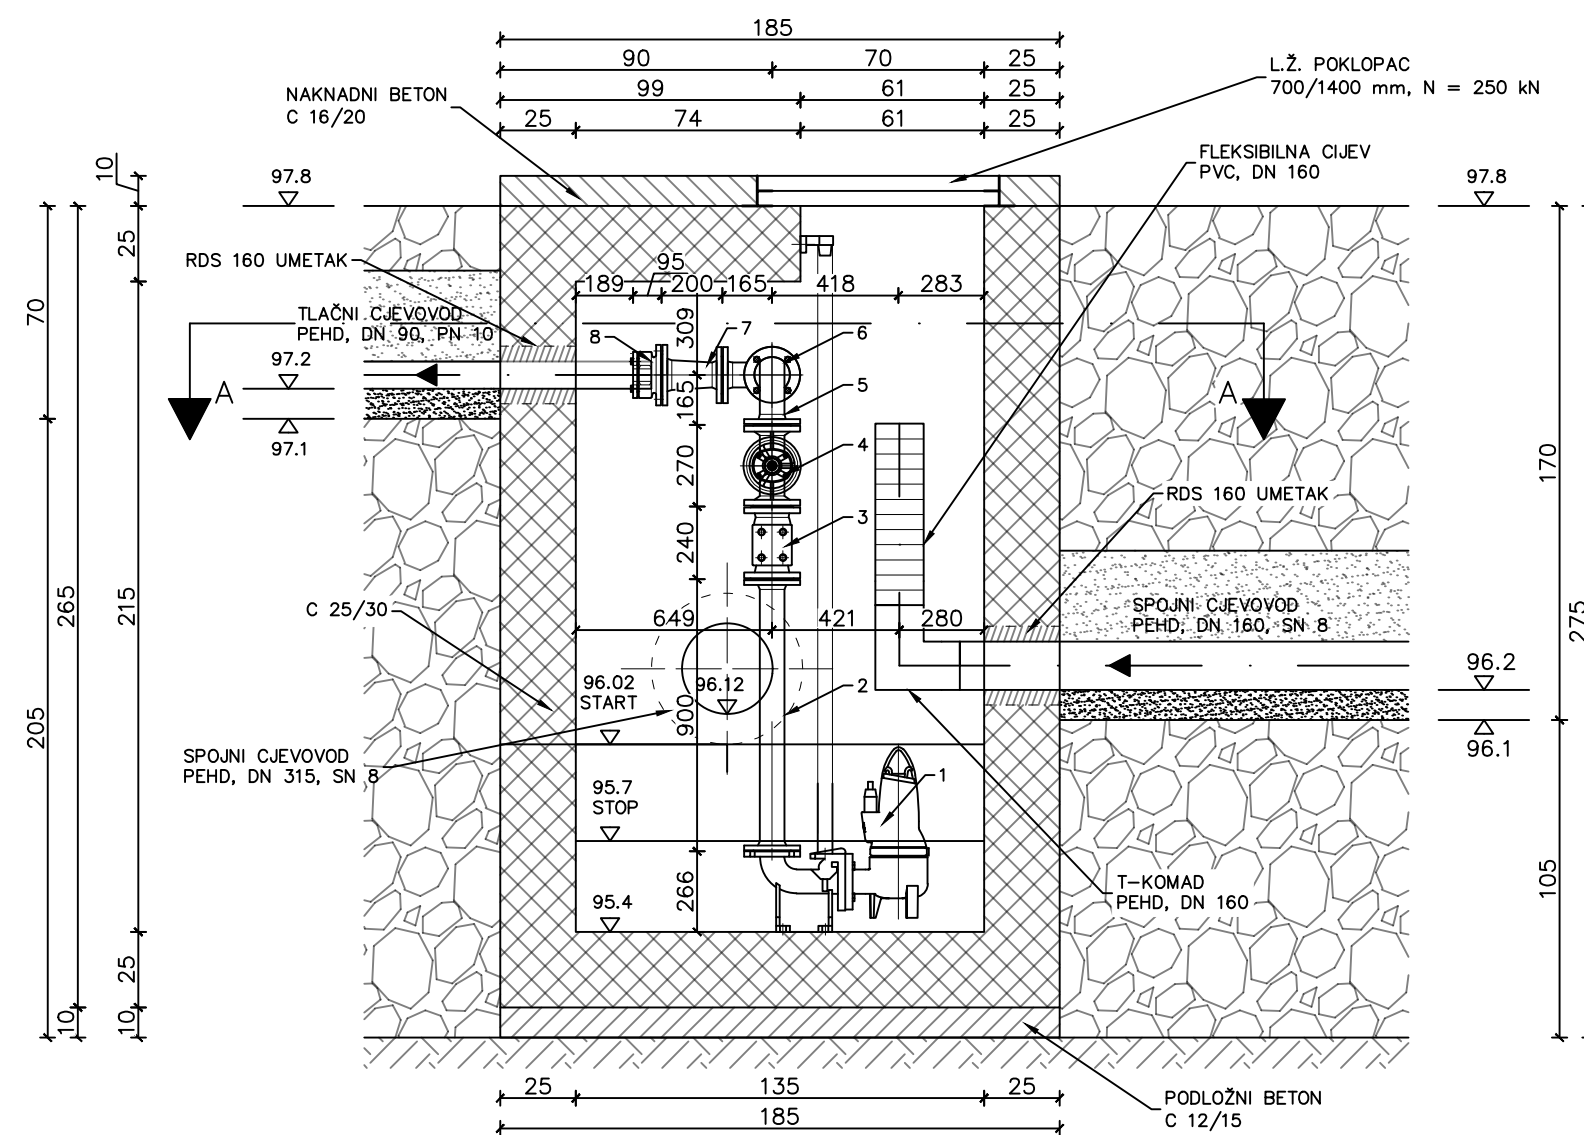 185
90 70 25
99 61 25
25 74 61 25
L.Ž. POKLOPAC
700/1400 mm, N = 250 kN
NAKNADNI BETON
C 16/20
FLEKSIBILNA CIJEV
PVC, DN 160
10
97.8
97.8
25
RDS 160 UMETAK
95
189 200 165 418 283
TLAČNI CJEVOVOD
PEHD, DN 90, PN 10
70
309
8
7
6
97.2
A
A
97.1
165
5
270
4
170
RDS 160 UMETAK
3
240
265
215
C 25/30
649 421 280
SPOJNI CJEVOVOD
PEHD, DN 160, SN 8
275
96.2
96.1
96.02
START
96.12
2
900
205
SPOJNI CJEVOVOD
PEHD, DN 315, SN 8
95.7
STOP
1
T-KOMAD
PEHD, DN 160
105
95.4
266
25
10
10
25 135 25
185
PODLOŽNI BETON
C 12/15